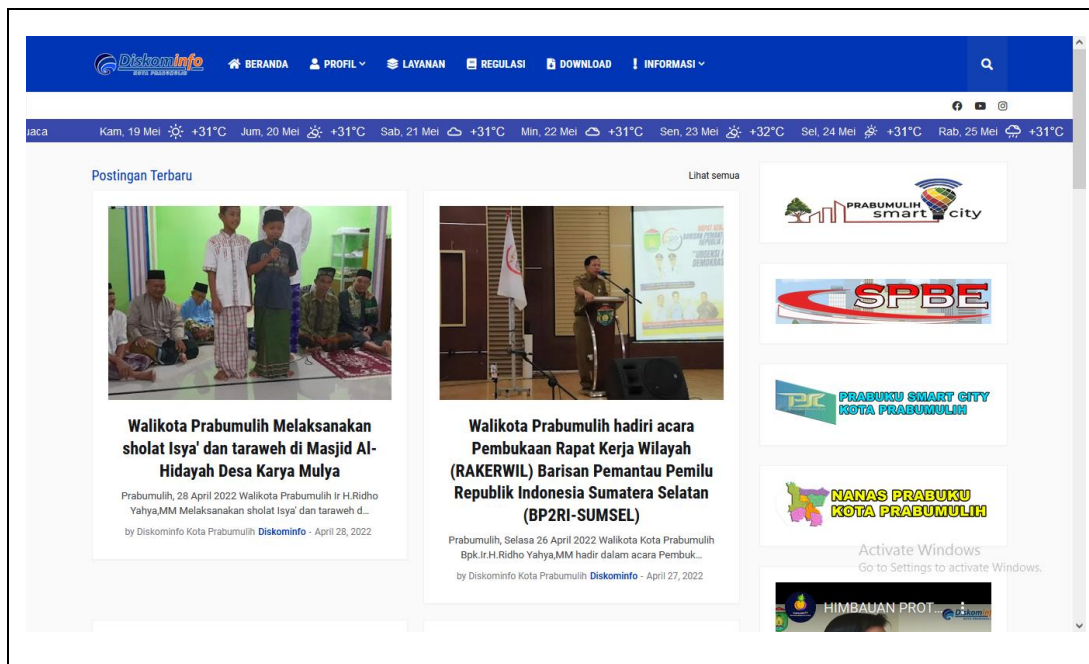 Diskominfo
KOTA PRABUMULIH
BERANDA PROFIL LAYANAN REGULASI DOWNLOAD INFORMASI
uaca Kam, 19 Mei +31°C Jum, 20 Mei +31°C Sab, 21 Mei +31°C Min, 22 Mei +31°C Sen, 23 Mei +32°C Sel, 24 Mei +31°C Rab, 25 Mei +31°C
Postingan Terbaru
Lihat semua
Walikota Prabumulih Melaksanakan
sholat Isya' dan taraweh di Masjid Al-
Hidayah Desa Karya Mulya
Prabumulih, 28 April 2022 Walikota Prabumulih Ir H.Ridho
Yahya,MM Melaksanakan sholat Isya' dan taraweh d...
by Diskominfo Kota Prabumulih Diskominfo - April 28, 2022
Walikota Prabumulih hadiri acara
Pembukaan Rapat Kerja Wilayah
(RAKERWIL) Barisan Pemantau Pemilu
Republik Indonesia Sumatera Selatan
(BP2RI-SUMSEL)
Prabumulih, Selasa 26 April 2022 Walikota Kota Prabumulih
Bpk.Ir.H.Ridho Yahya,MM hadir dalam acara Pembuk...
by Diskominfo Kota Prabumulih Diskominfo - April 27, 2022
PRABUMULIH
smart city
SPBE
PRABUKU SMART CITY
KOTA PRABUMULIH
NANAS PRABUKU
KOTA PRABUMULIH
Activate Windows
Go to Settings to activate Windows.
HIMBAUAN PROT...